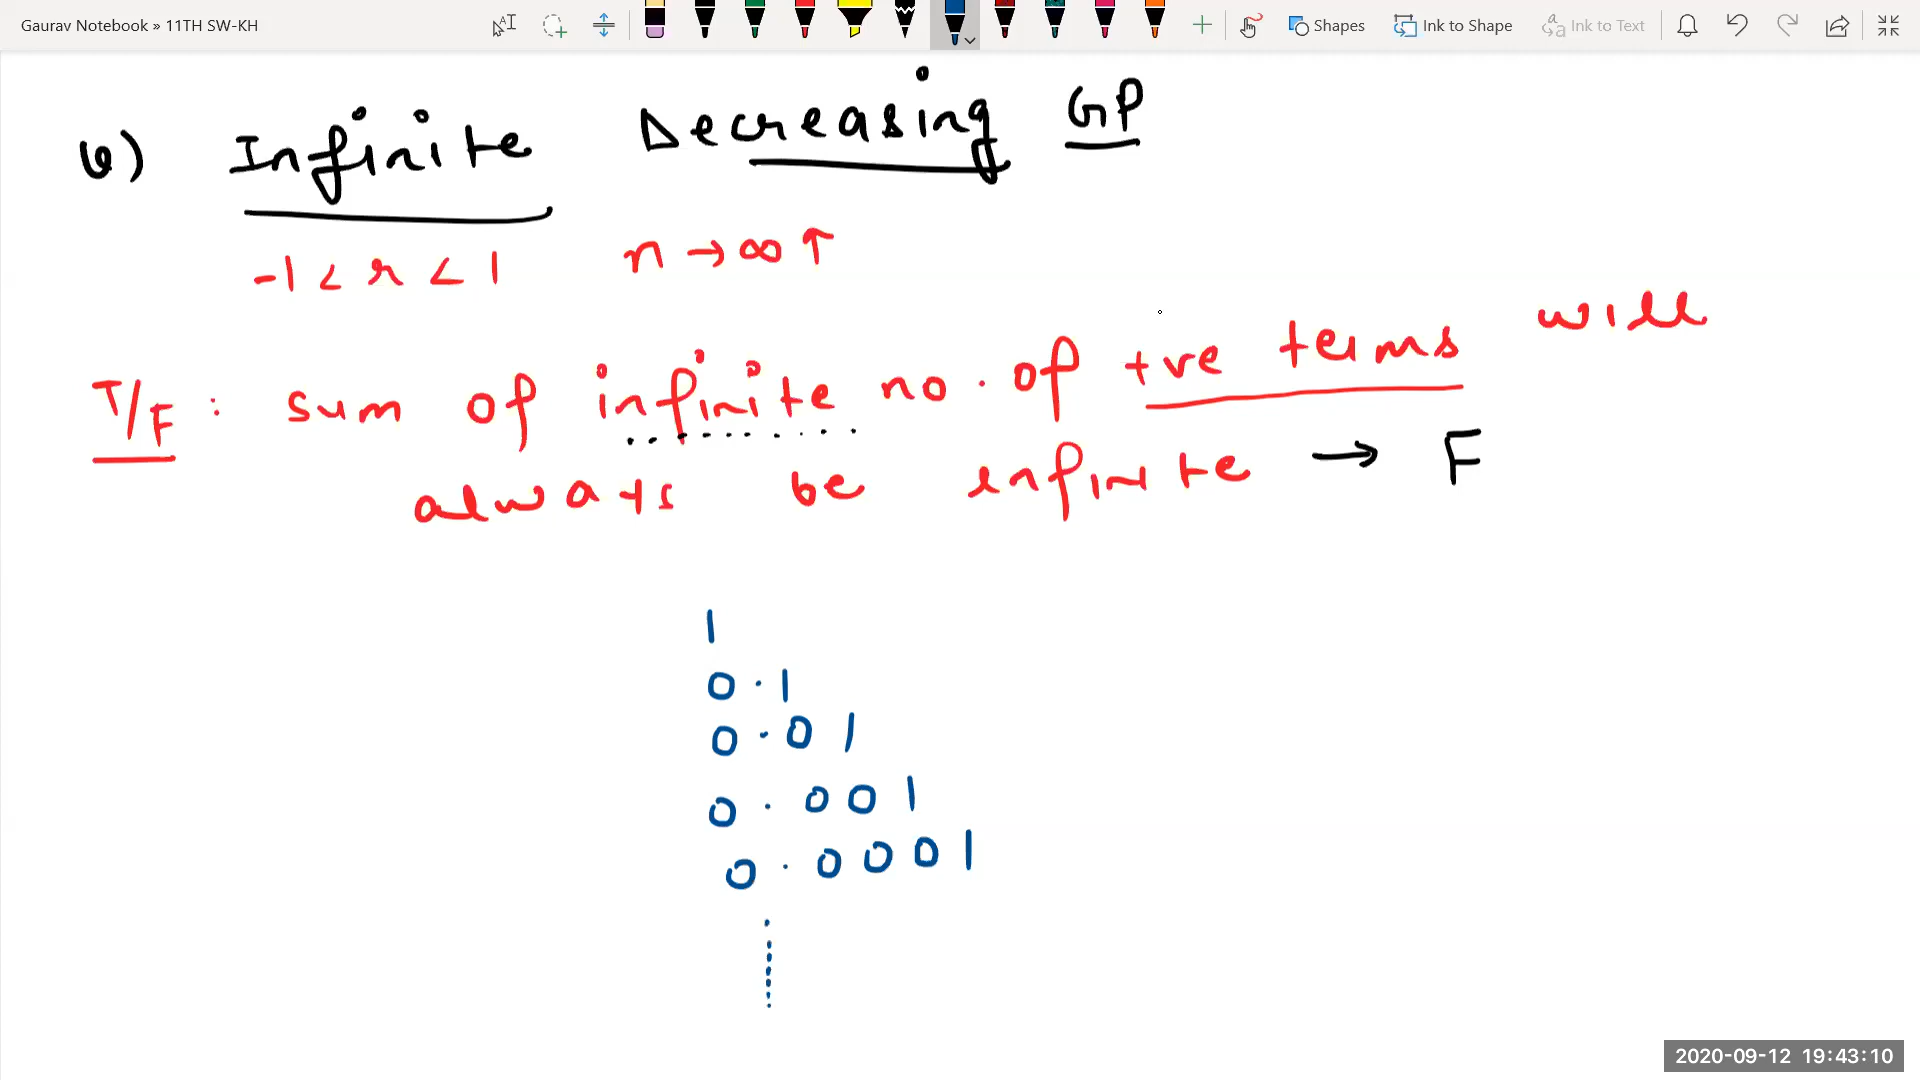 Gaurav Notebook » 11TH SW-KH
Shapes
Ink to Shape
Ink to Text
Infinite Decreasing GP
-1 < r < 1 n → ∞ ↑
T/F : sum of infinite no. of +ve terms will
always be infinite → F
1
0.1
0.01
0.001
0.0001
2020-09-12 19:43:10